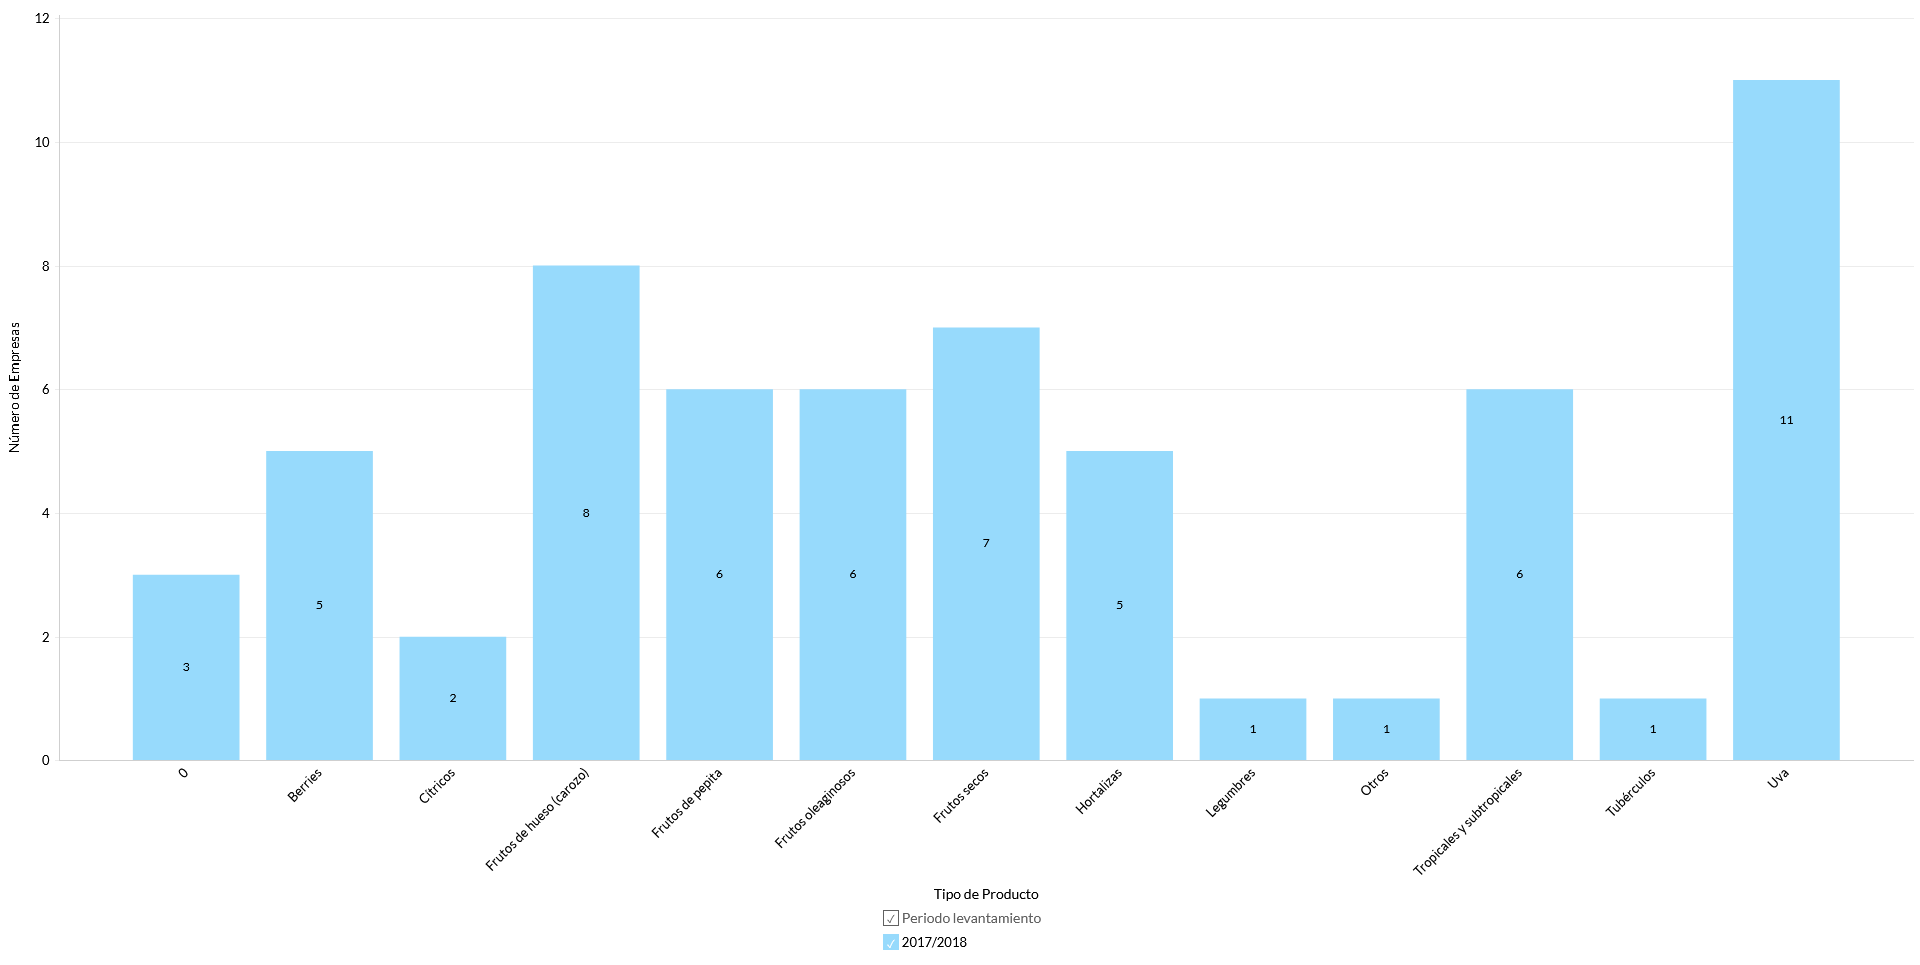 12
10
8
6
4
2
0
Número de Empresas
3
5
2
8
6
6
7
5
1
1
6
1
11
0
Berries
Cítricos
Frutos de hueso (carozo)
Frutos de pepita
Frutos oleaginosos
Frutos secos
Hortalizas
Legumbres
Otros
Tropicales y subtropicales
Tubérculos
Uva
Tipo de Producto
Periodo levantamiento
2017/2018